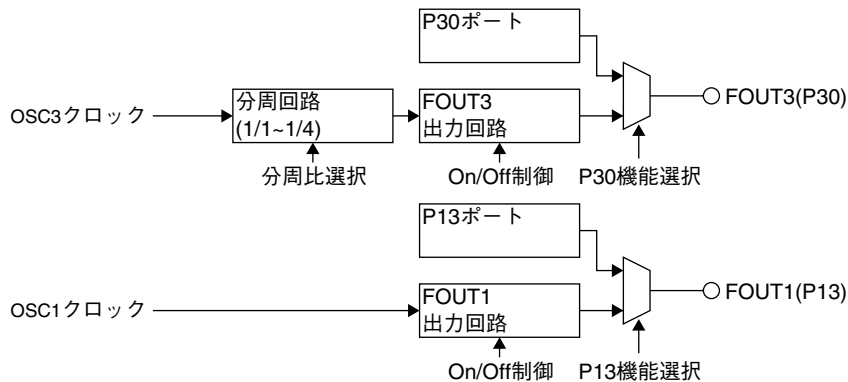 P30ポート
OSC3クロック
分周回路
(1/1~1/4)
FOUT3
出力回路
FOUT3(P30)
分周比選択
On/Off制御
P30機能選択
P13ポート
OSC1クロック
FOUT1
出力回路
FOUT1(P13)
On/Off制御
P13機能選択